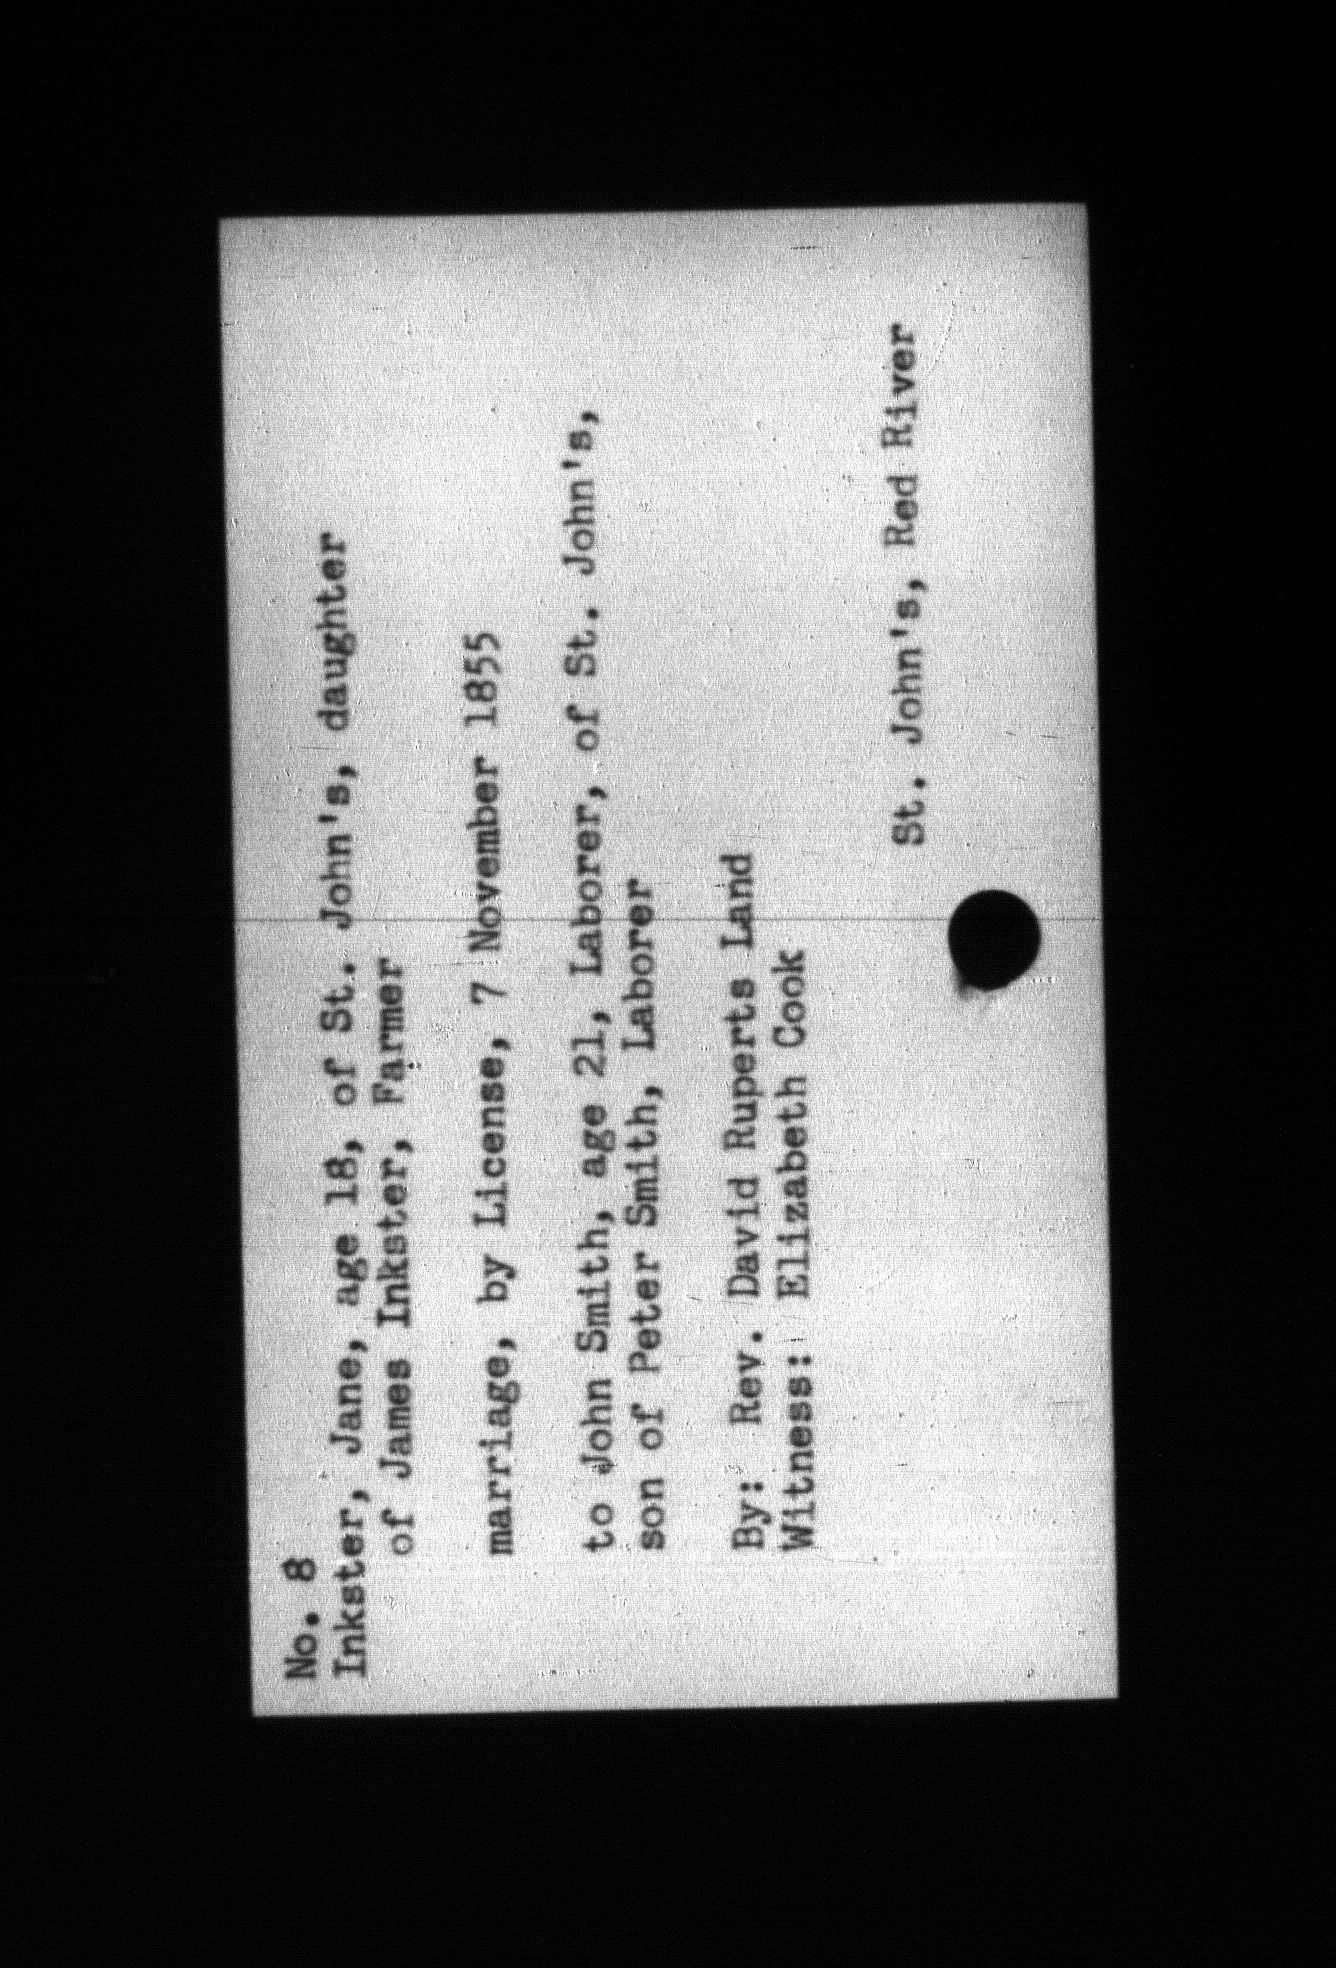 No. 8
Inkster, Jane, age 18, of St. John's, daughter
of James Inkster, Farmer
marriage, by License, 7 November 1855
to John Smith, age 21, Laborer, of St. John's,
son of Peter Smith, Laborer
By: Rev. David Ruperts Land
Witness: Elizabeth Cook
St. John's, Red River